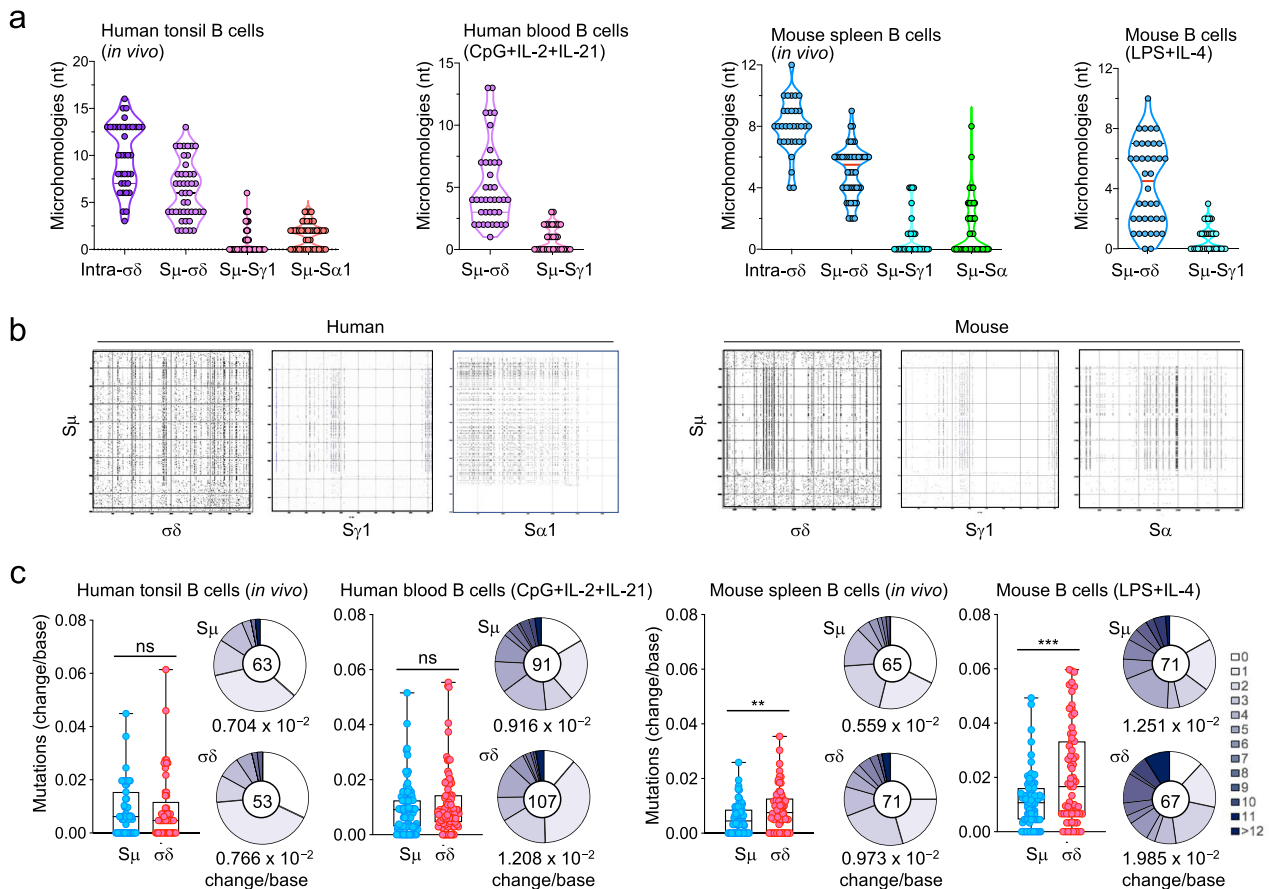 a
Human tonsil B cells
(in vivo)
Microhomologies (nt)
20
15
10
5
0
Intra-σδ Sμ-σδ Sμ-Sγ1 Sμ-Sα1
Human blood B cells
(CpG+IL-2+IL-21)
Microhomologies (nt)
15
10
5
0
Sμ-σδ Sμ-Sγ1
Mouse spleen B cells
(in vivo)
Microhomologies (nt)
12
8
4
0
Intra-σδ Sμ-σδ Sμ-Sγ1 Sμ-Sα
Mouse B cells
(LPS+IL-4)
Microhomologies (nt)
12
8
4
0
Sμ-σδ Sμ-Sγ1
b
Human
Sμ
σδ Sγ1 Sα1
Mouse
Sμ
σδ Sγ1 Sα
c
Human tonsil B cells (in vivo)
Mutations (change/base)
0.08
0.06
0.04
0.02
0.00
ns
Sμ σδ
Sμ
63
0.704 x 10⁻²
σδ
53
0.766 x 10⁻²
change/base
Human blood B cells (CpG+IL-2+IL-21)
0.08
0.06
0.04
0.02
0.00
ns
Sμ σδ
Sμ
91
0.916 x 10⁻²
σδ
107
1.208 x 10⁻²
change/base
Mouse spleen B cells (in vivo)
Mutations (change/base)
0.08
0.06
0.04
0.02
0.00
**
Sμ σδ
Sμ
65
0.559 x 10⁻²
σδ
71
0.973 x 10⁻²
change/base
Mouse B cells (LPS+IL-4)
0.08
0.06
0.04
0.02
0.00
***
Sμ σδ
Sμ
71
1.251 x 10⁻²
σδ
67
1.985 x 10⁻²
change/base
0
1
2
3
4
5
6
7
8
9
10
11
>12